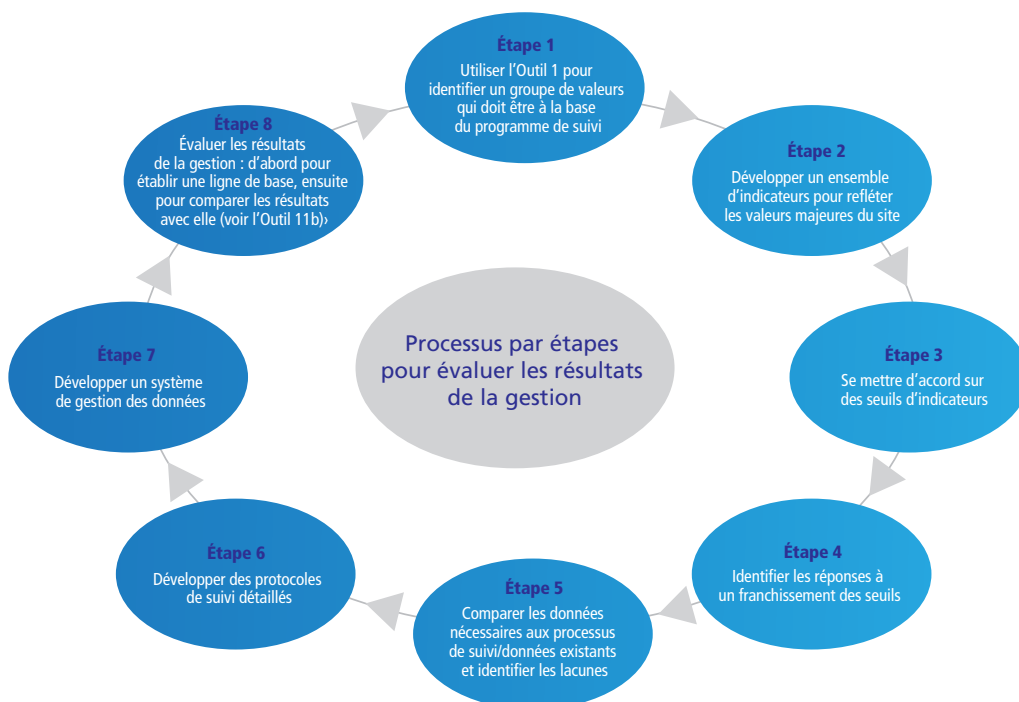 Étape 1
Utiliser l'Outil 1 pour
identifier un groupe de valeurs
qui doit être à la base
du programme de suivi
Étape 2
Développer un ensemble
d'indicateurs pour refléter
les valeurs majeures du site
Étape 3
Se mettre d'accord sur
des seuils d'indicateurs
Étape 4
Identifier les réponses à
un franchissement des seuils
Étape 5
Comparer les données
nécessaires aux processus
de suivi/données existants
et identifier les lacunes
Étape 6
Développer des protocoles
de suivi détaillés
Étape 7
Développer un système
de gestion des données
Étape 8
Évaluer les résultats
de la gestion : d'abord pour
établir une ligne de base, ensuite
pour comparer les résultats
avec elle (voir l'Outil 11b)›
Processus par étapes
pour évaluer les résultats
de la gestion